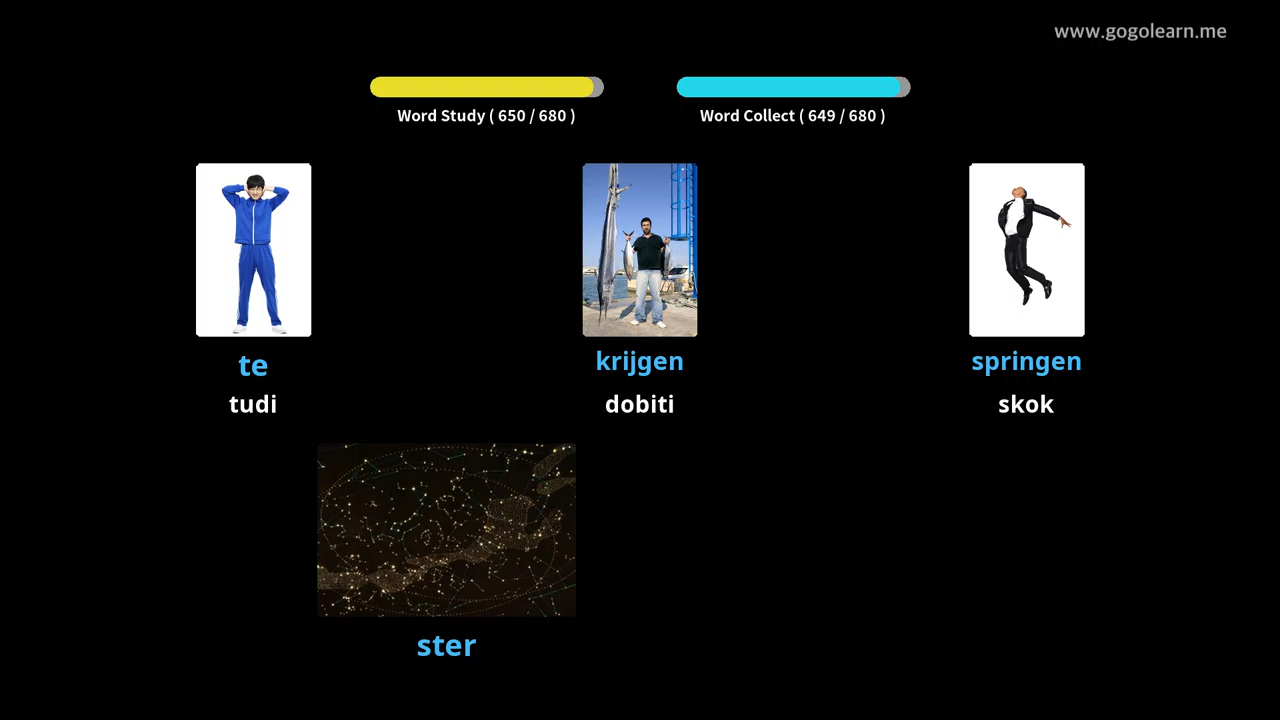 www.gogolearn.me
Word Study ( 650 / 680 )
Word Collect ( 649 / 680 )
te
krijgen
springen
tudi
dobiti
skok
ster